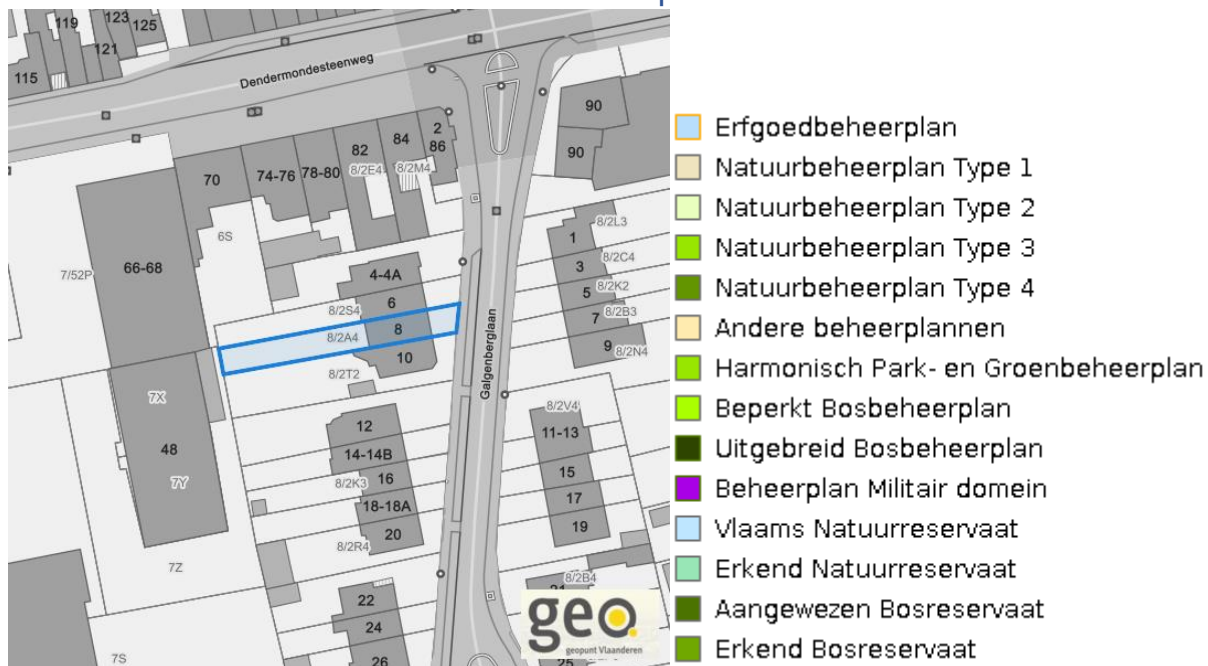 119
123
125
121
115
Dendermondsesteenweg
90
90
2
86
84
82
8/2E4
8/2M4
78-80
74-76
70
6S
66-68
7/52P
4-4A
6
8/2S4
8
8/2A4
10
8/2T2
Galgenberglaan
1
8/2L3
3
8/2C4
5
8/2K2
7
8/2B3
9
8/2N4
7X
48
7Y
7Z
7S
12
14-14B
16
8/2K3
18-18A
20
8/2R4
22
24
26
8/2V4
11-13
15
17
19
8/2B4
21
25
geo.
geopunt Vlaanderen
Erfgoedbeheerplan
Natuurbeheerplan Type 1
Natuurbeheerplan Type 2
Natuurbeheerplan Type 3
Natuurbeheerplan Type 4
Andere beheerplannen
Harmonisch Park- en Groenbeheerplan
Beperkt Bosbeheerplan
Uitgebreid Bosbeheerplan
Beheerplan Militair domein
Vlaams Natuurreservaat
Erkend Natuurreservaat
Aangewezen Bosreservaat
Erkend Bosreservaat